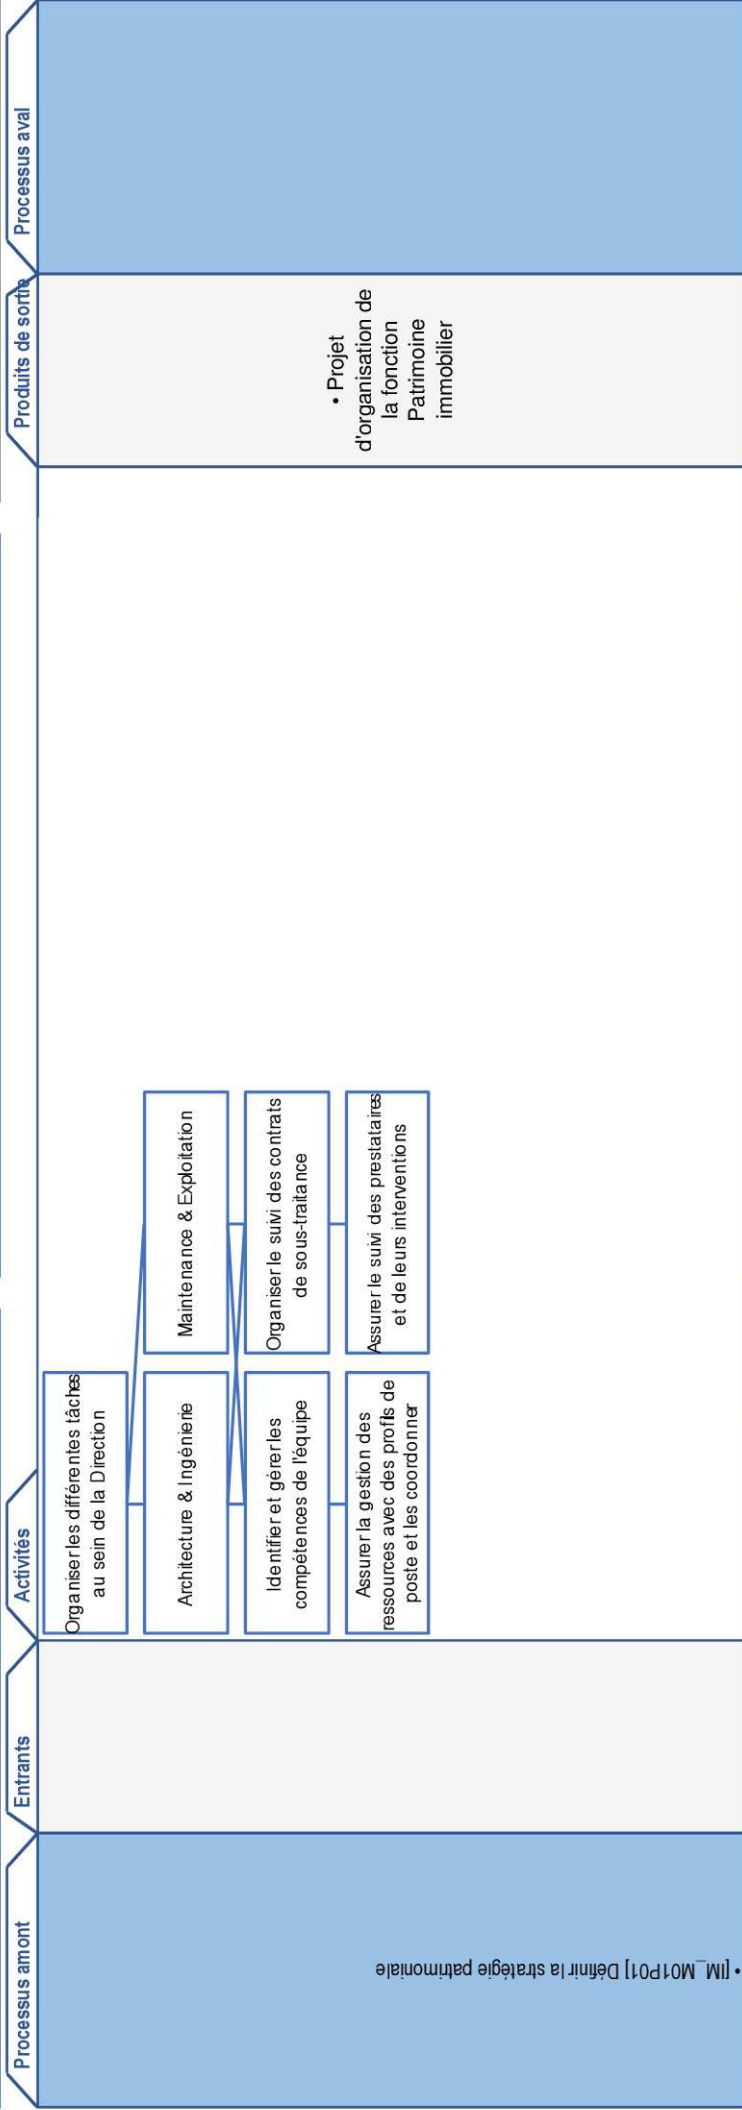 Processus amont
Entrants
Activités
Produits de sortie
Processus aval
• [IM_M01P01] Définir la stratégie patrimoniale
Organiser les différentes tâches
au sein de la Direction
Architecture & Ingénierie
Maintenance & Exploitation
Identifier et gérer les
compétences de l'équipe
Organiser le suivi des contrats
de sous-traitance
Assurer la gestion des
ressources avec des profils de
poste et les coordonner
Assurer le suivi des prestataires
et de leurs interventions
• Projet
d'organisation de
la fonction
Patrimoine
immobilier